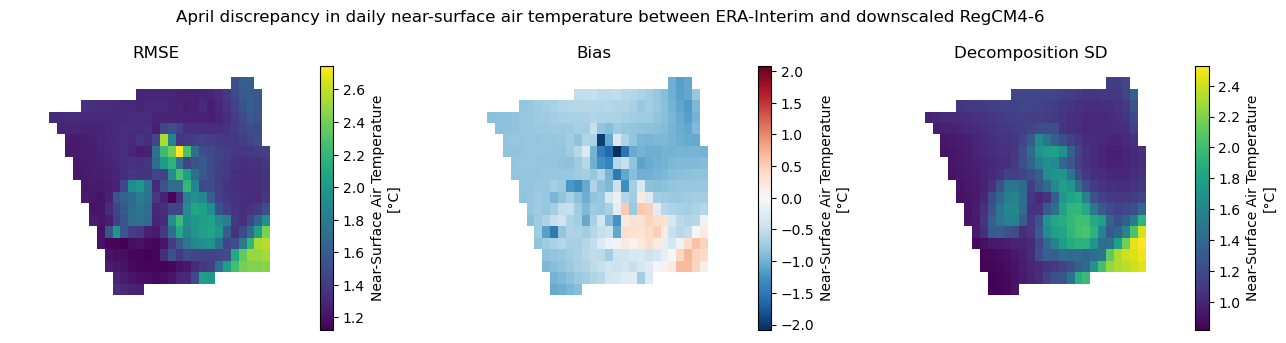 April discrepancy in daily near-surface air temperature between ERA-Interim and downscaled RegCM4-6
RMSE
2.6
2.4
2.2
2.0
1.8
1.6
1.4
1.2
Near-Surface Air Temperature
[°C]
Bias
2.0
1.5
1.0
0.5
0.0
−0.5
−1.0
−1.5
−2.0
Near-Surface Air Temperature
[°C]
Decomposition SD
2.4
2.2
2.0
1.8
1.6
1.4
1.2
1.0
Near-Surface Air Temperature
[°C]